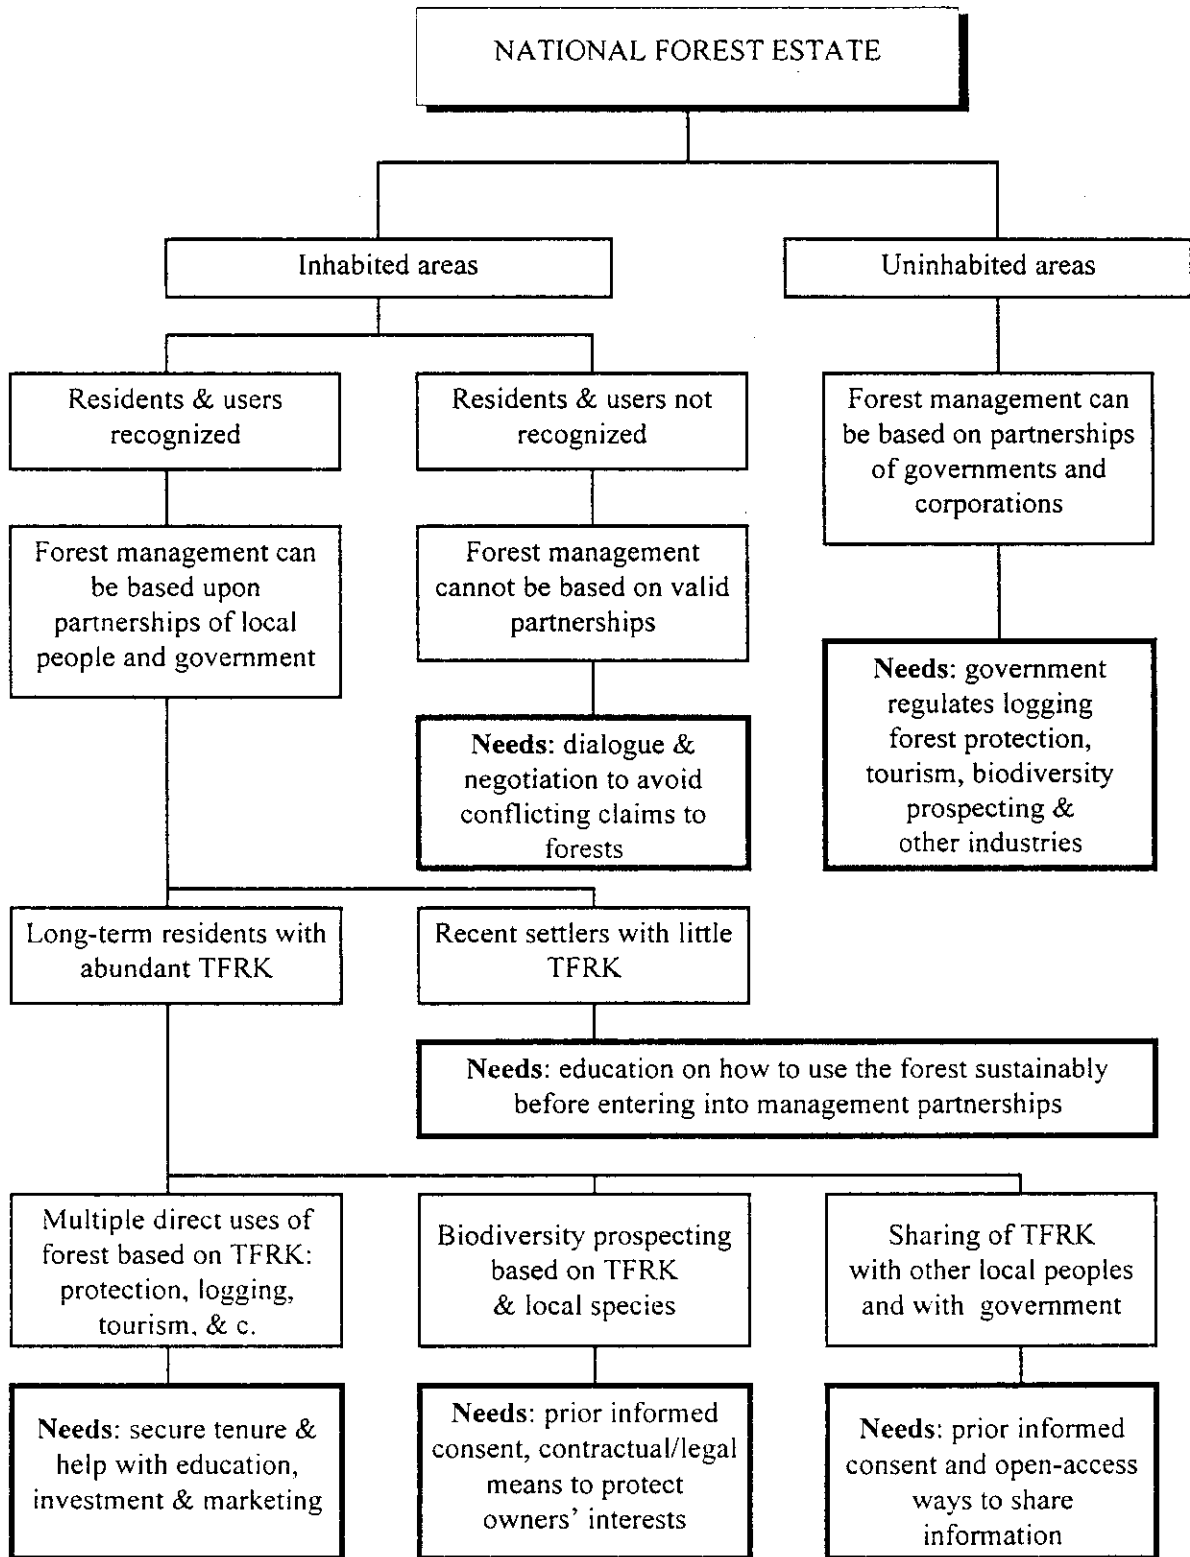 NATIONAL FOREST ESTATE
Inhabited areas
Uninhabited areas
Residents & users
recognized
Residents & users not
recognized
Forest management can
be based on partnerships
of governments and
corporations
Forest management can
be based upon
partnerships of local
people and government
Forest management
cannot be based on valid
partnerships
Needs: government
regulates logging
forest protection,
tourism, biodiversity
prospecting &
other industries
Needs: dialogue &
negotiation to avoid
conflicting claims to
forests
Long-term residents with
abundant TFRK
Recent settlers with little
TFRK
Needs: education on how to use the forest sustainably
before entering into management partnerships
Multiple direct uses of
forest based on TFRK:
protection, logging,
tourism, & c.
Biodiversity prospecting
based on TFRK
& local species
Sharing of TFRK
with other local peoples
and with government
Needs: secure tenure &
help with education,
investment & marketing
Needs: prior informed
consent, contractual/legal
means to protect
owners' interests
Needs: prior informed
consent and open-access
ways to share
information